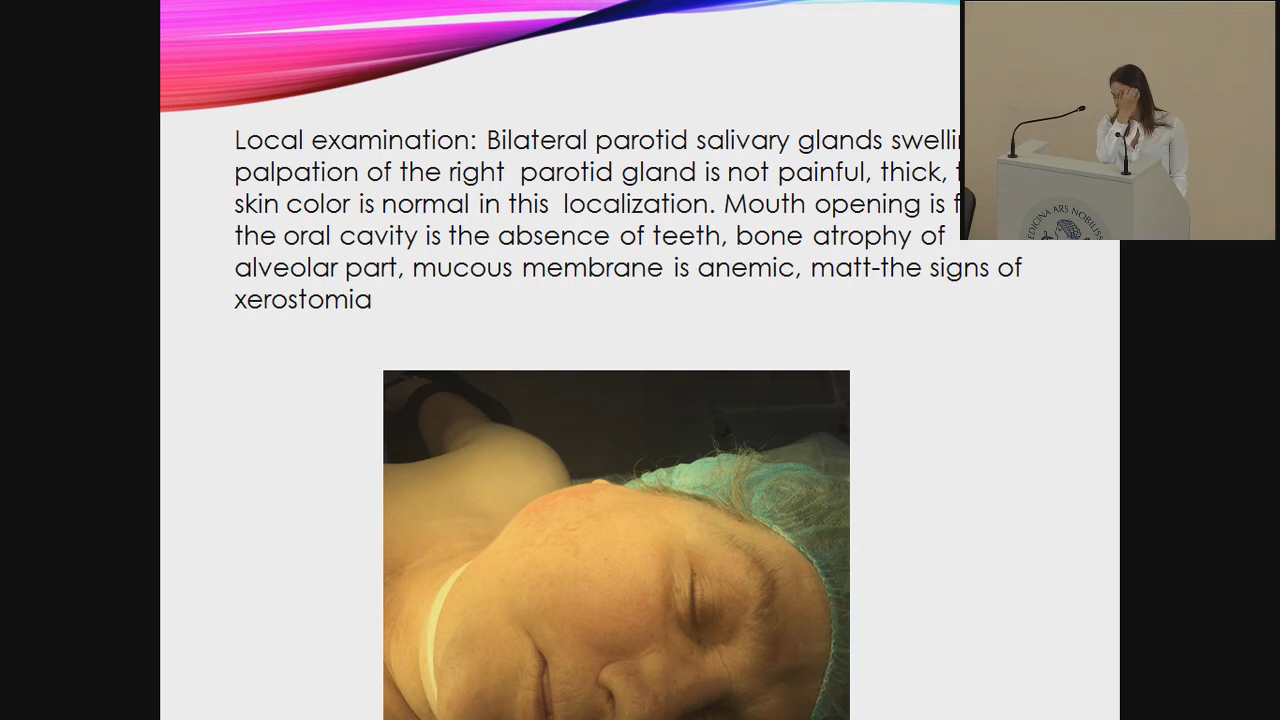 Local examination: Bilateral parotid salivary glands
palpation of the right parotid gland is not painful, thick,
skin color is normal in this localization. Mouth opening is
the oral cavity is the absence of teeth, bone atrophy of
alveolar part, mucous membrane is anemic, matt-the signs of
xerostomia
ARS NOBILISS